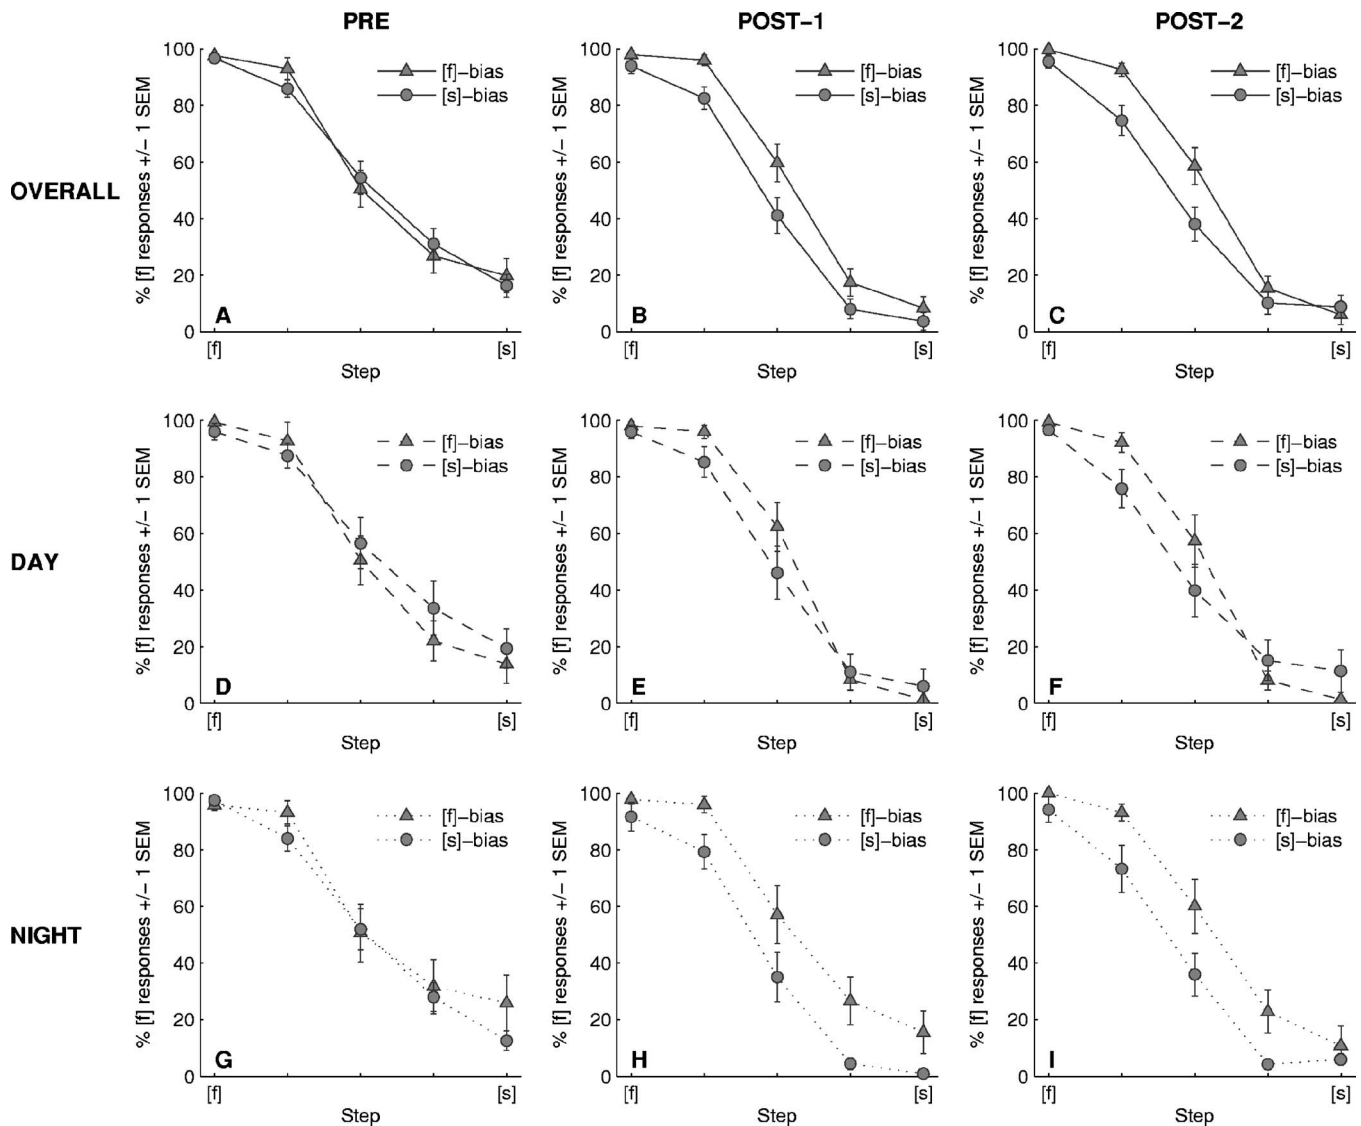 PRE POST−1 POST−2
OVERALL
% [f] responses +/− 1 SEM
100
80
60
40
20
0
[f]−bias
[s]−bias
A
[f] [s]
Step
% [f] responses +/− 1 SEM
100
80
60
40
20
0
[f]−bias
[s]−bias
B
[f] [s]
Step
% [f] responses +/− 1 SEM
100
80
60
40
20
0
[f]−bias
[s]−bias
C
[f] [s]
Step
DAY
% [f] responses +/− 1 SEM
100
80
60
40
20
0
[f]−bias
[s]−bias
D
[f] [s]
Step
% [f] responses +/− 1 SEM
100
80
60
40
20
0
[f]−bias
[s]−bias
E
[f] [s]
Step
% [f] responses +/− 1 SEM
100
80
60
40
20
0
[f]−bias
[s]−bias
F
[f] [s]
Step
NIGHT
% [f] responses +/− 1 SEM
100
80
60
40
20
0
[f]−bias
[s]−bias
G
[f] [s]
Step
% [f] responses +/− 1 SEM
100
80
60
40
20
0
[f]−bias
[s]−bias
H
[f] [s]
Step
% [f] responses +/− 1 SEM
100
80
60
40
20
0
[f]−bias
[s]−bias
I
[f] [s]
Step